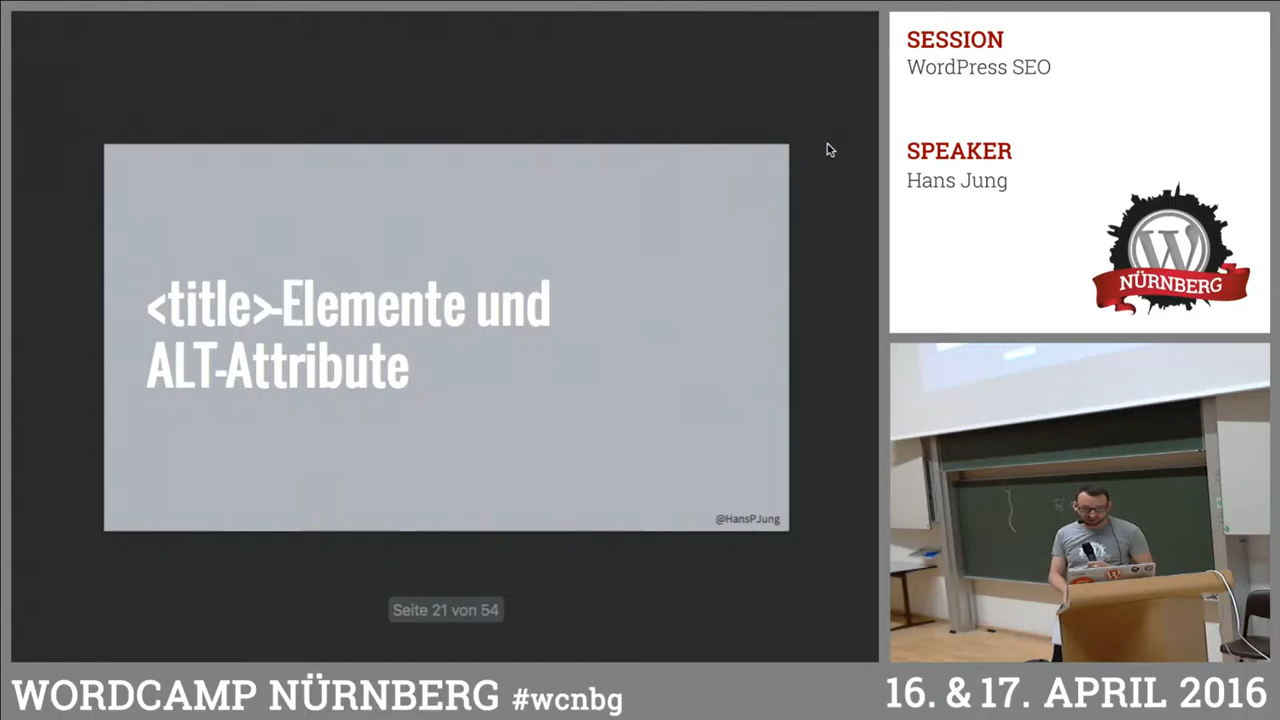 <title>-Elemente und
ALT-Attribute
@HansPJung
Seite 21 von 54
SESSION
WordPress SEO
SPEAKER
Hans Jung
W
NÜRNBERG
WORDCAMP NÜRNBERG #wcnbg
16. & 17. APRIL 2016